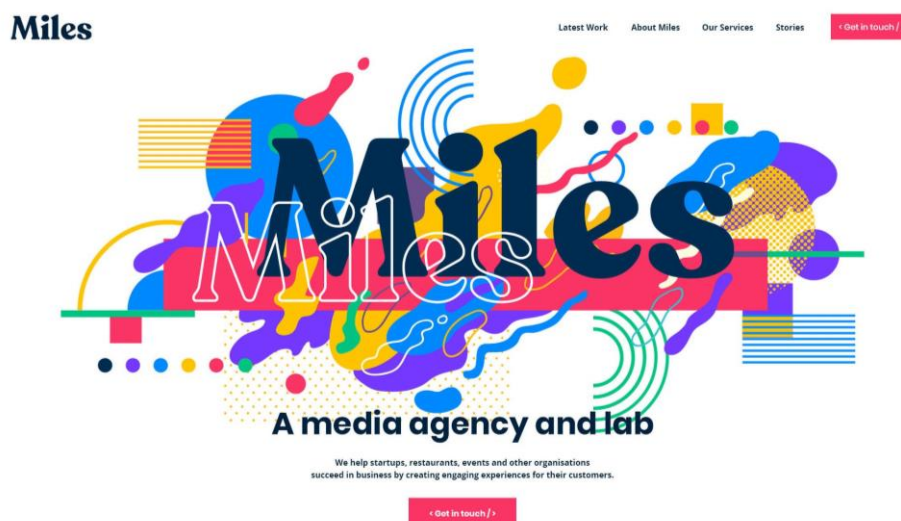 Miles
Latest Work
About Miles
Our Services
Stories
< Get in touch /
Miles
Miles
A media agency and lab
We help startups, restaurants, events and other organisations
succeed in business by creating engaging experiences for their customers.
< Get in touch / >